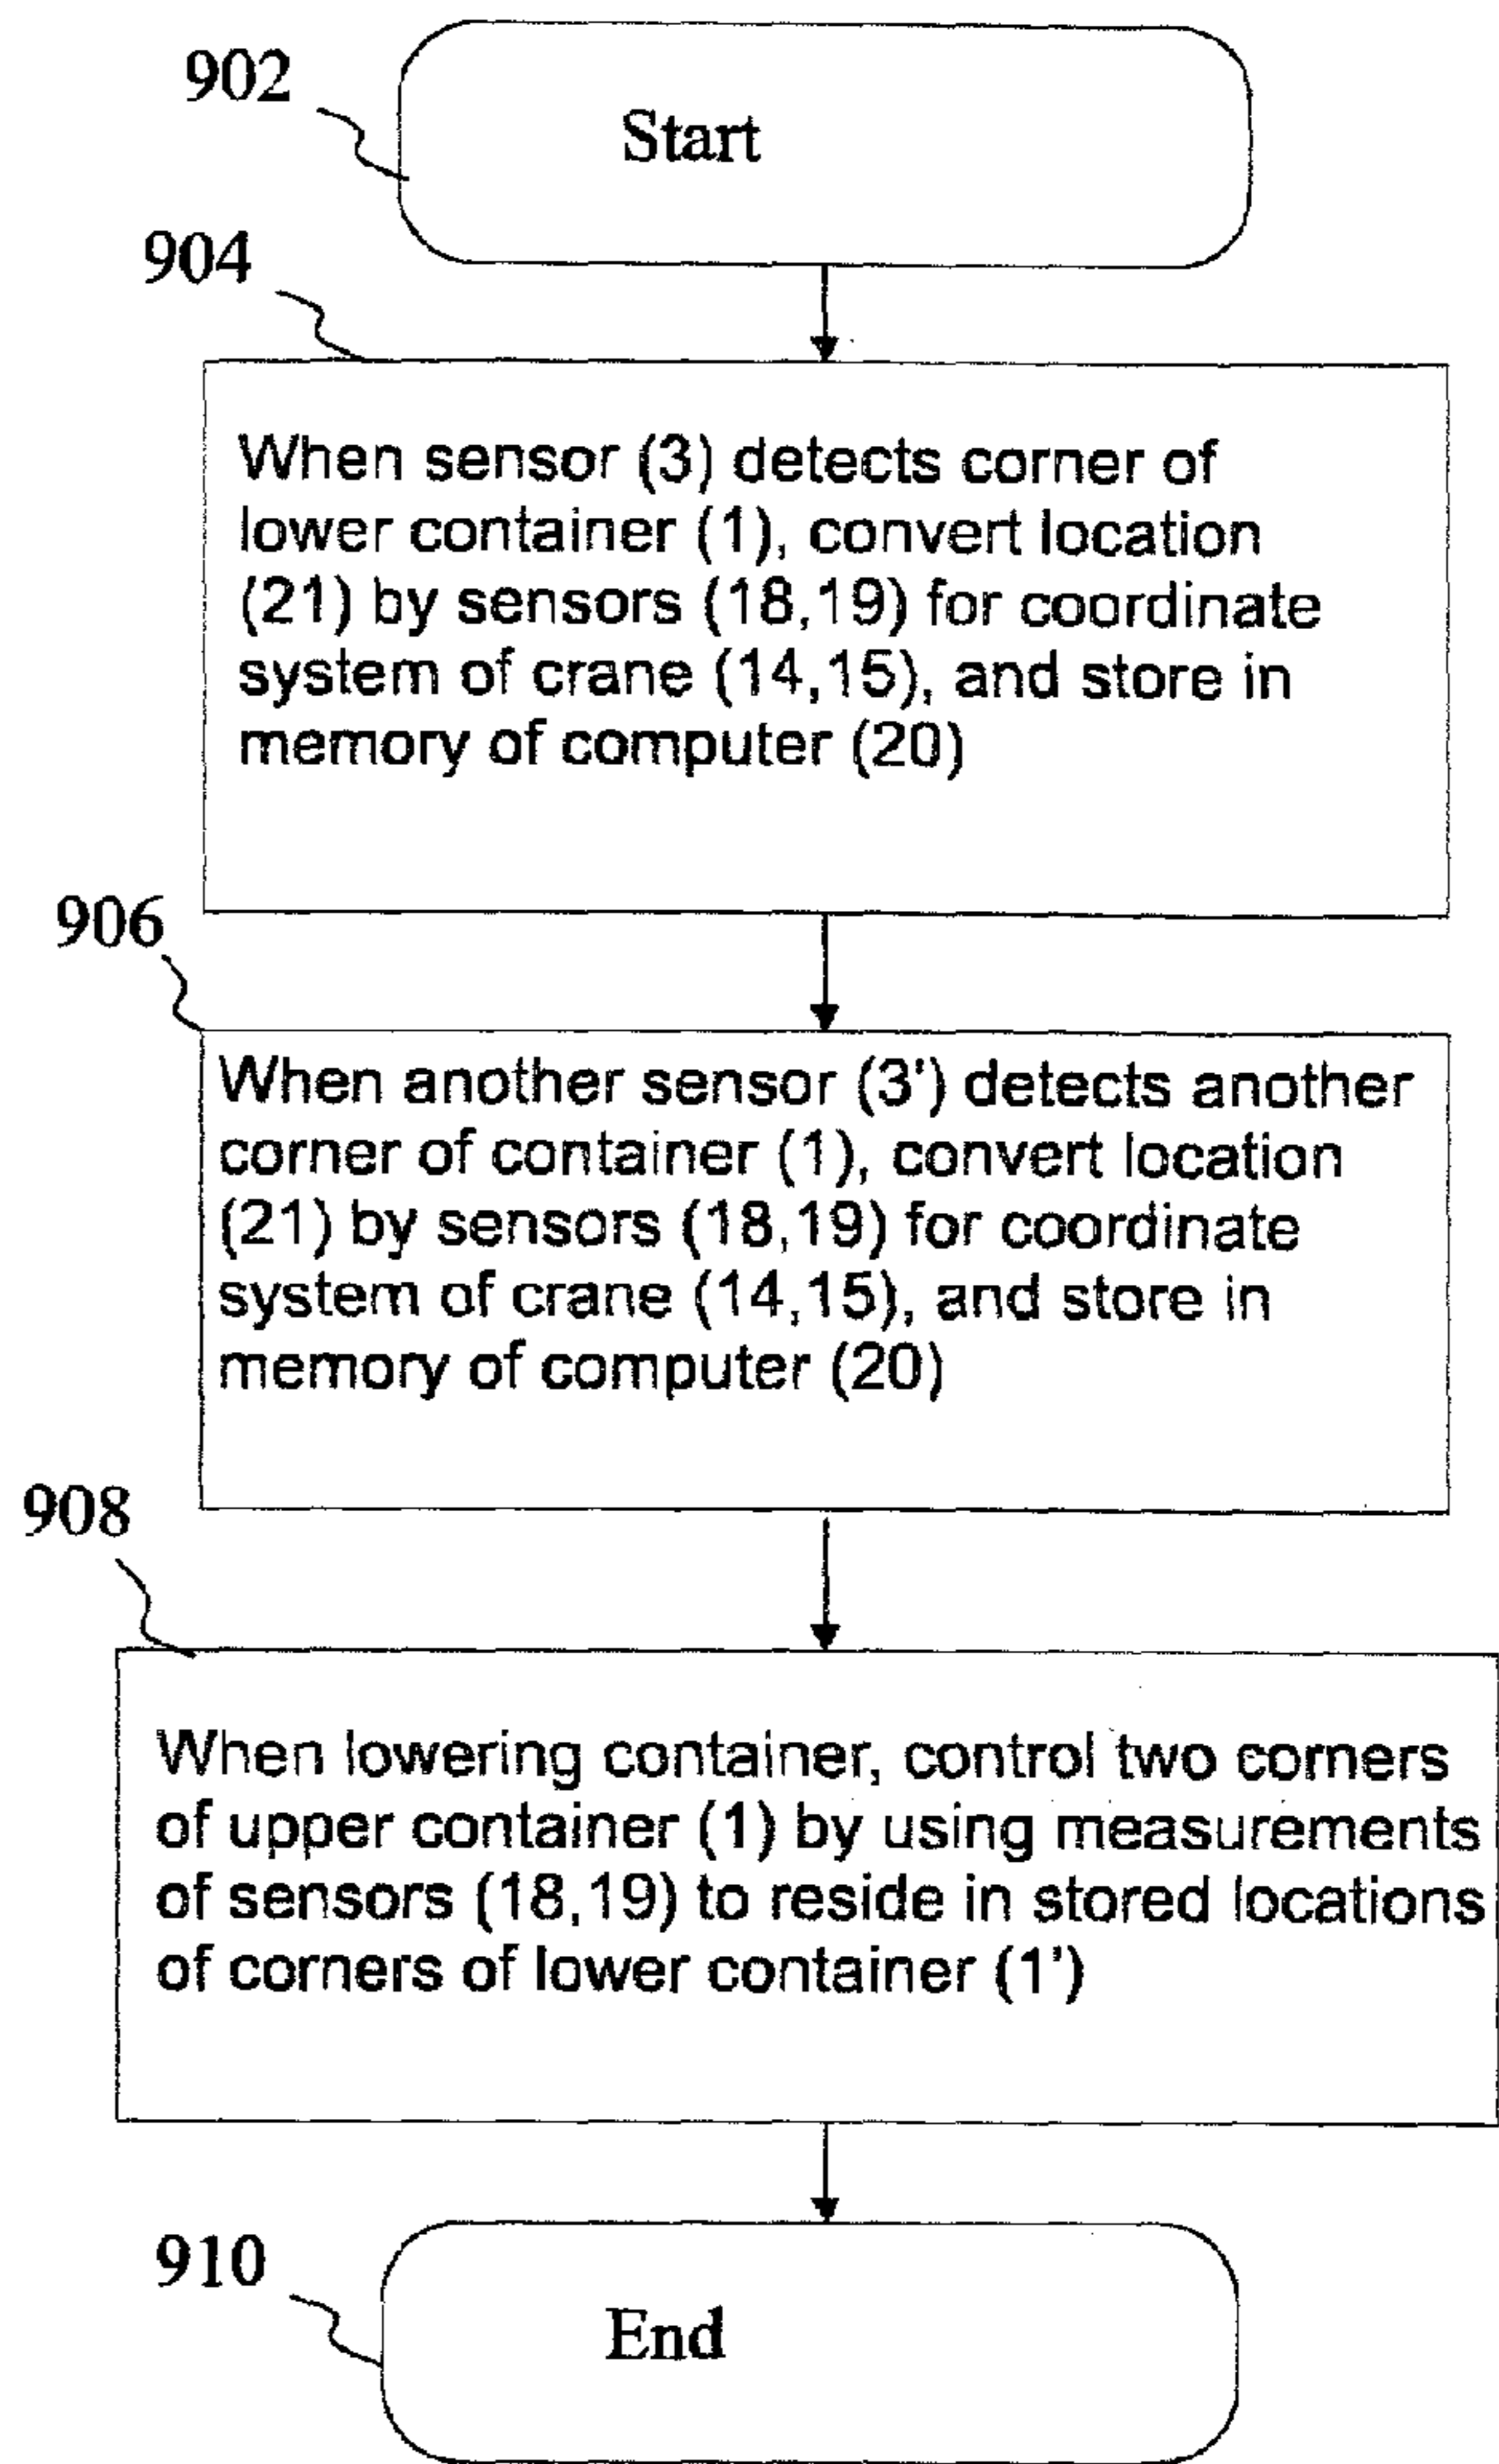 902
Start
904
When sensor (3) detects corner of
lower container (1), convert location
(21) by sensors (18,19) for coordinate
system of crane (14,15), and store in
memory of computer (20)
906
When another sensor (3') detects another
corner of container (1), convert location
(21) by sensors (18,19) for coordinate
system of crane (14,15), and store in
memory of computer (20)
908
When lowering container, control two corners
of upper container (1) by using measurements
of sensors (18,19) to reside in stored locations
of corners of lower container (1')
910
End